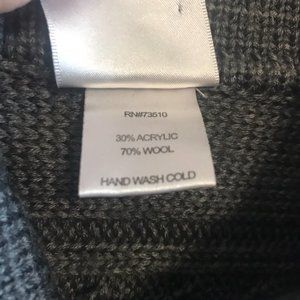 RN#73510
30% ACRYLIC
70% WOOL
HAND WASH COLD